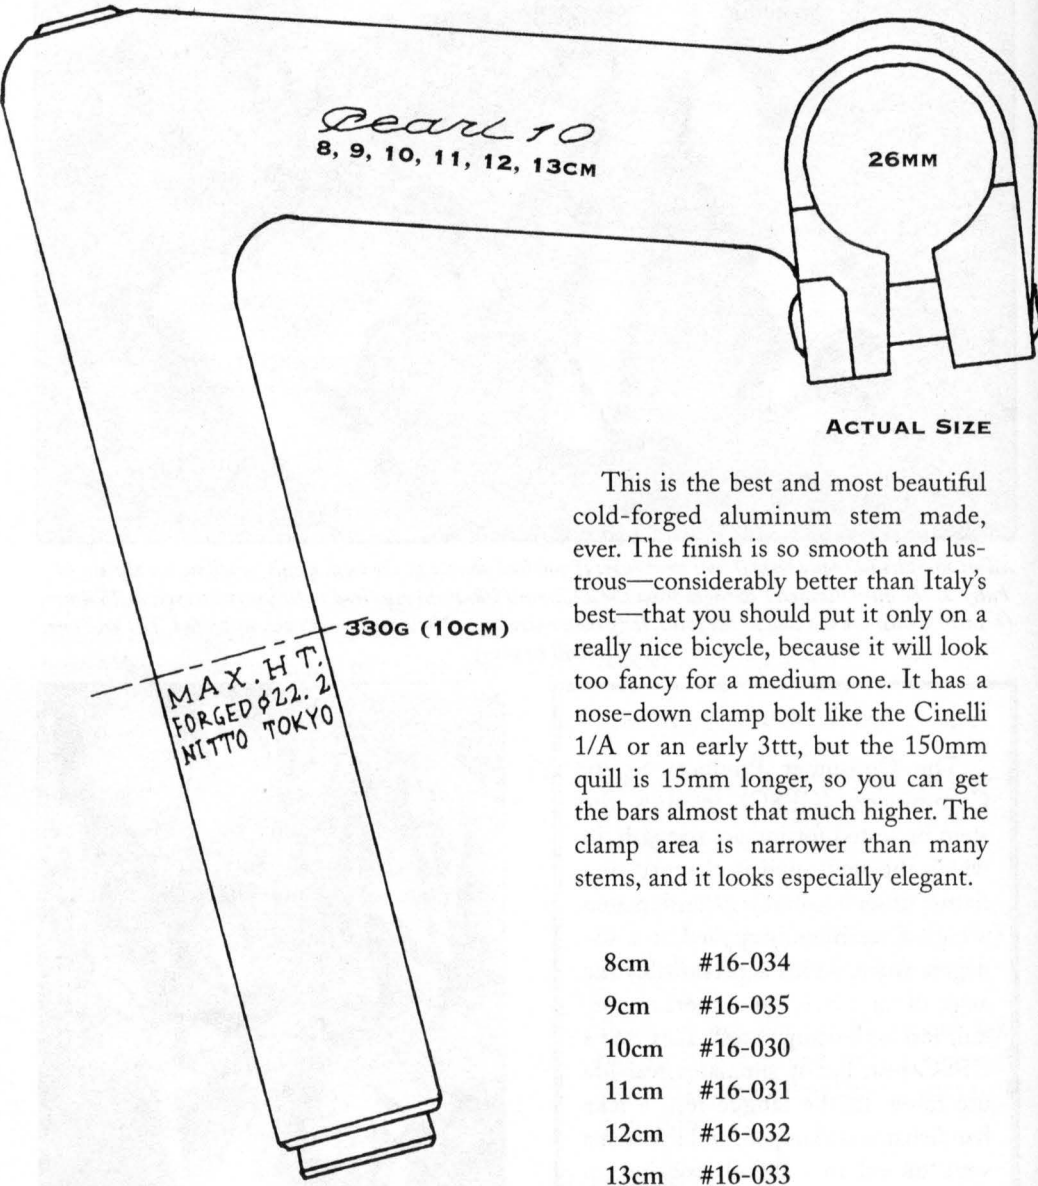 Pearl 10
8, 9, 10, 11, 12, 13CM
26MM
ACTUAL SIZE
330G (10CM)
MAX. HT.
FORGED φ22.2
NITTO TOKYO
This is the best and most beautiful
cold-forged aluminum stem made,
ever. The finish is so smooth and lus-
trous—considerably better than Italy's
best—that you should put it only on a
really nice bicycle, because it will look
too fancy for a medium one. It has a
nose-down clamp bolt like the Cinelli
1/A or an early 3ttt, but the 150mm
quill is 15mm longer, so you can get
the bars almost that much higher. The
clamp area is narrower than many
stems, and it looks especially elegant.
8cm #16-034
9cm #16-035
10cm #16-030
11cm #16-031
12cm #16-032
13cm #16-033